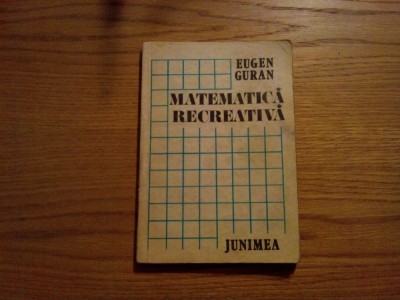 EUGEN
GURAN
MATEMATICĂ
RECREATIVĂ
JUNIMEA